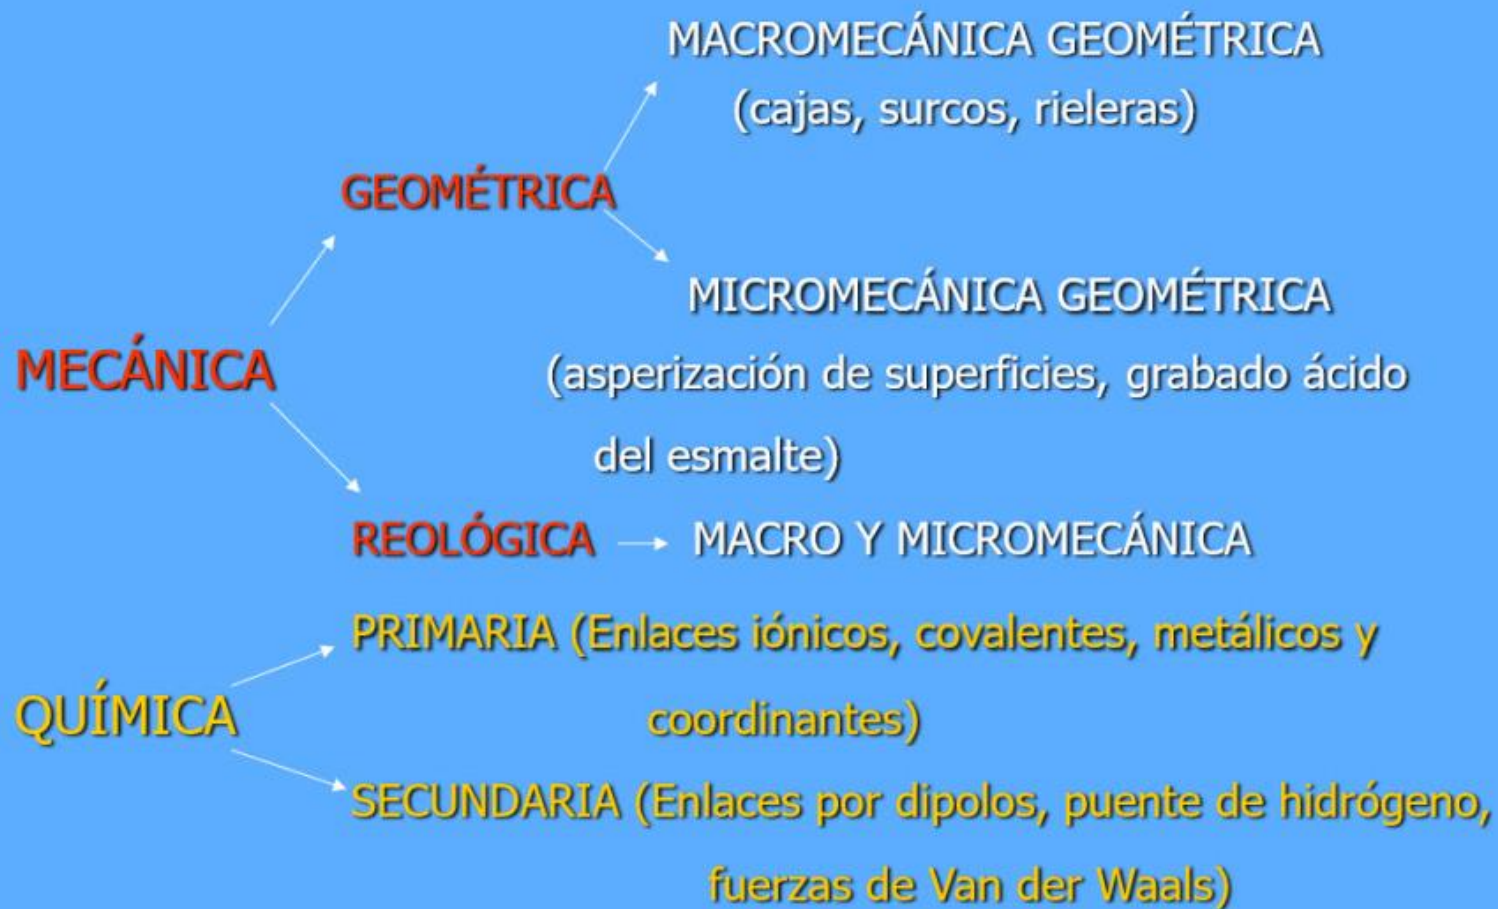 MACROMECÁNICA GEOMÉTRICA
(cajas, surcos, rieleras)
GEOMÉTRICA
MICROMECÁNICA GEOMÉTRICA
MECÁNICA
(asperización de superficies, grabado ácido
del esmalte)
REOLÓGICA
MACRO Y MICROMECÁNICA
PRIMARIA (Enlaces iónicos, covalentes, metálicos y
coordinantes)
QUÍMICA
SECUNDARIA (Enlaces por dipolos, puente de hidrógeno,
fuerzas de Van der Waals)